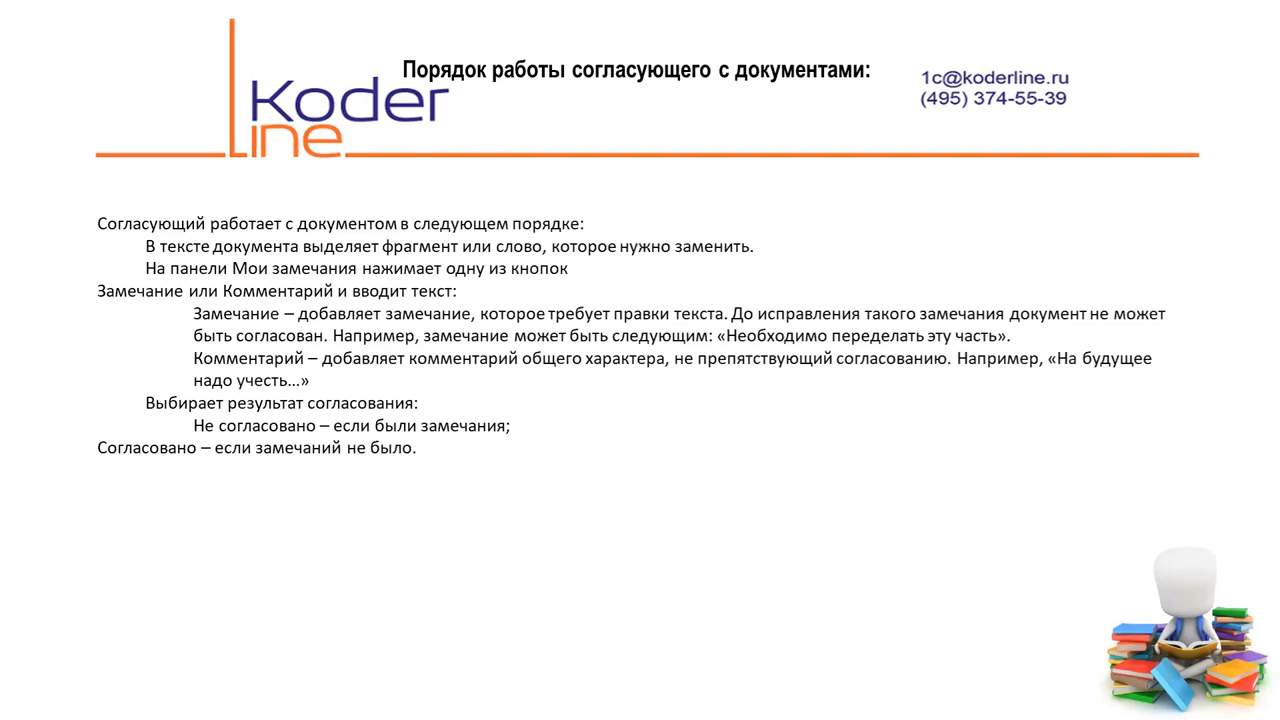 Порядок работы согласующего с документами:
Koder
line
1c@koderline.ru
(495) 374-55-39
Согласующий работает с документом в следующем порядке:
В тексте документа выделяет фрагмент или слово, которое нужно заменить.
На панели Мои замечания нажимает одну из кнопок
Замечание или Комментарий и вводит текст:
Замечание – добавляет замечание, которое требует правки текста. До исправления такого замечания документ не может
быть согласован. Например, замечание может быть следующим: «Необходимо переделать эту часть».
Комментарий – добавляет комментарий общего характера, не препятствующий согласованию. Например, «На будущее
надо учесть…»
Выбирает результат согласования:
Не согласовано – если были замечания;
Согласовано – если замечаний не было.